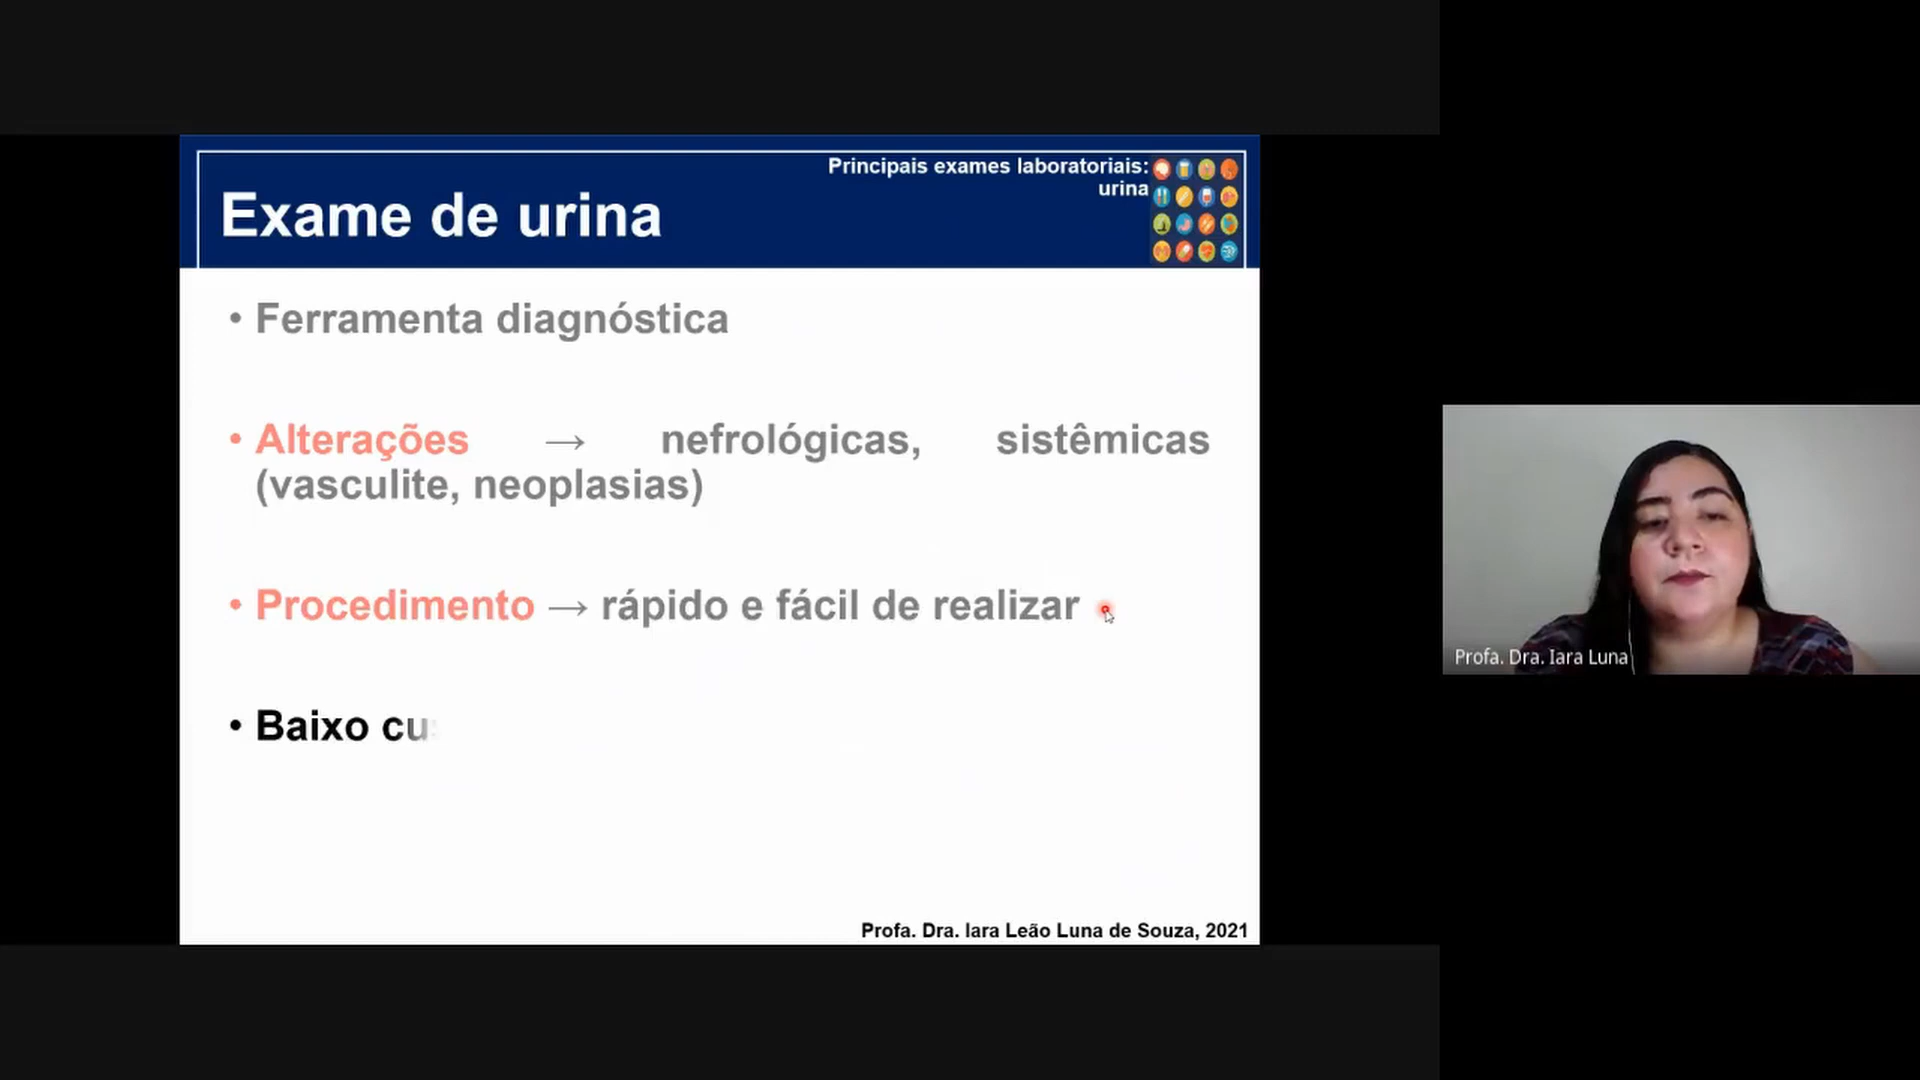 Principais exames laboratoriais:
urina
Exame de urina
• Ferramenta diagnóstica
• Alterações → nefrológicas, sistêmicas
(vasculite, neoplasias)
• Procedimento → rápido e fácil de realizar
• Baixo cu
Profa. Dra. Iara Luna
Profa. Dra. Iara Leão Luna de Souza, 2021